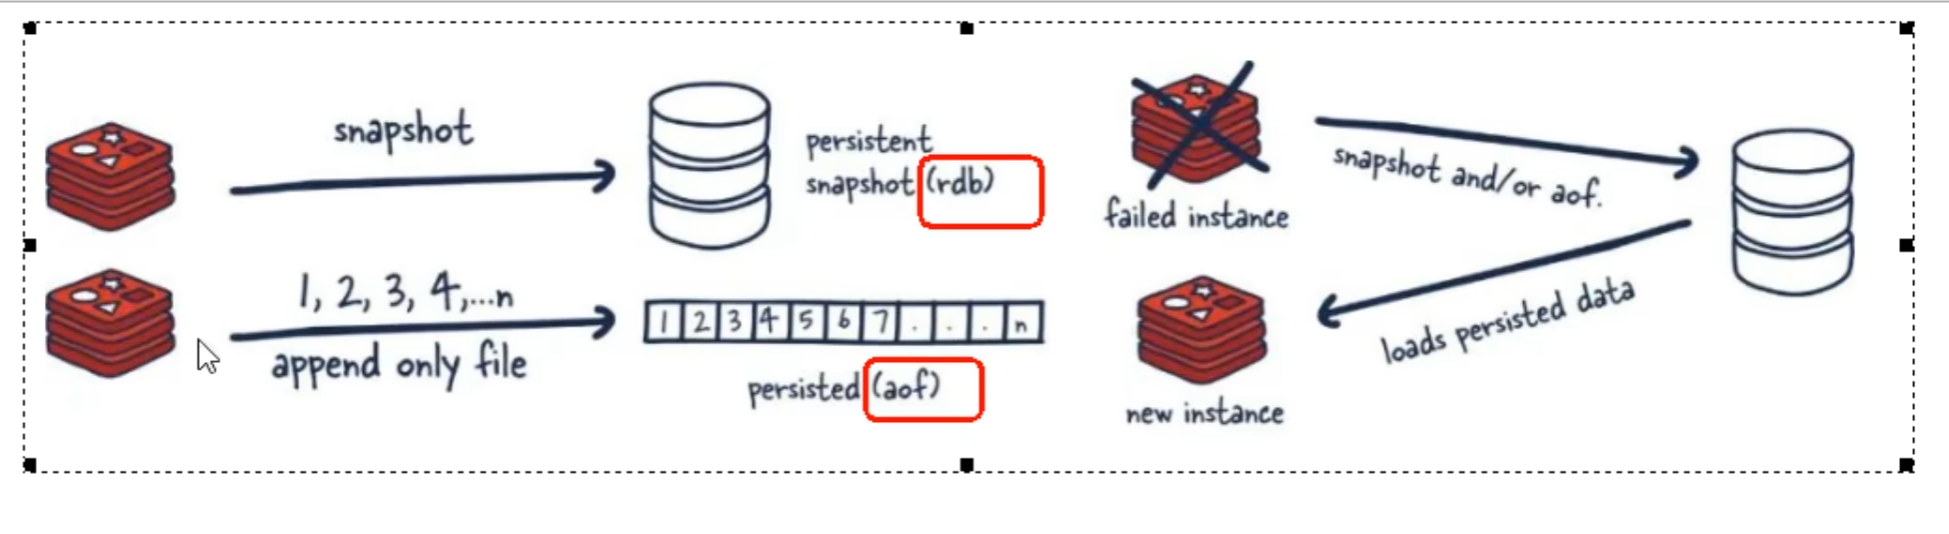 snapshot
persistent
snapshot (rdb)
1, 2, 3, 4,...n
append only file
1 2 3 4 5 6 7 . . . n
persisted (aof)
failed instance
snapshot and/or aof.
loads persisted data
new instance